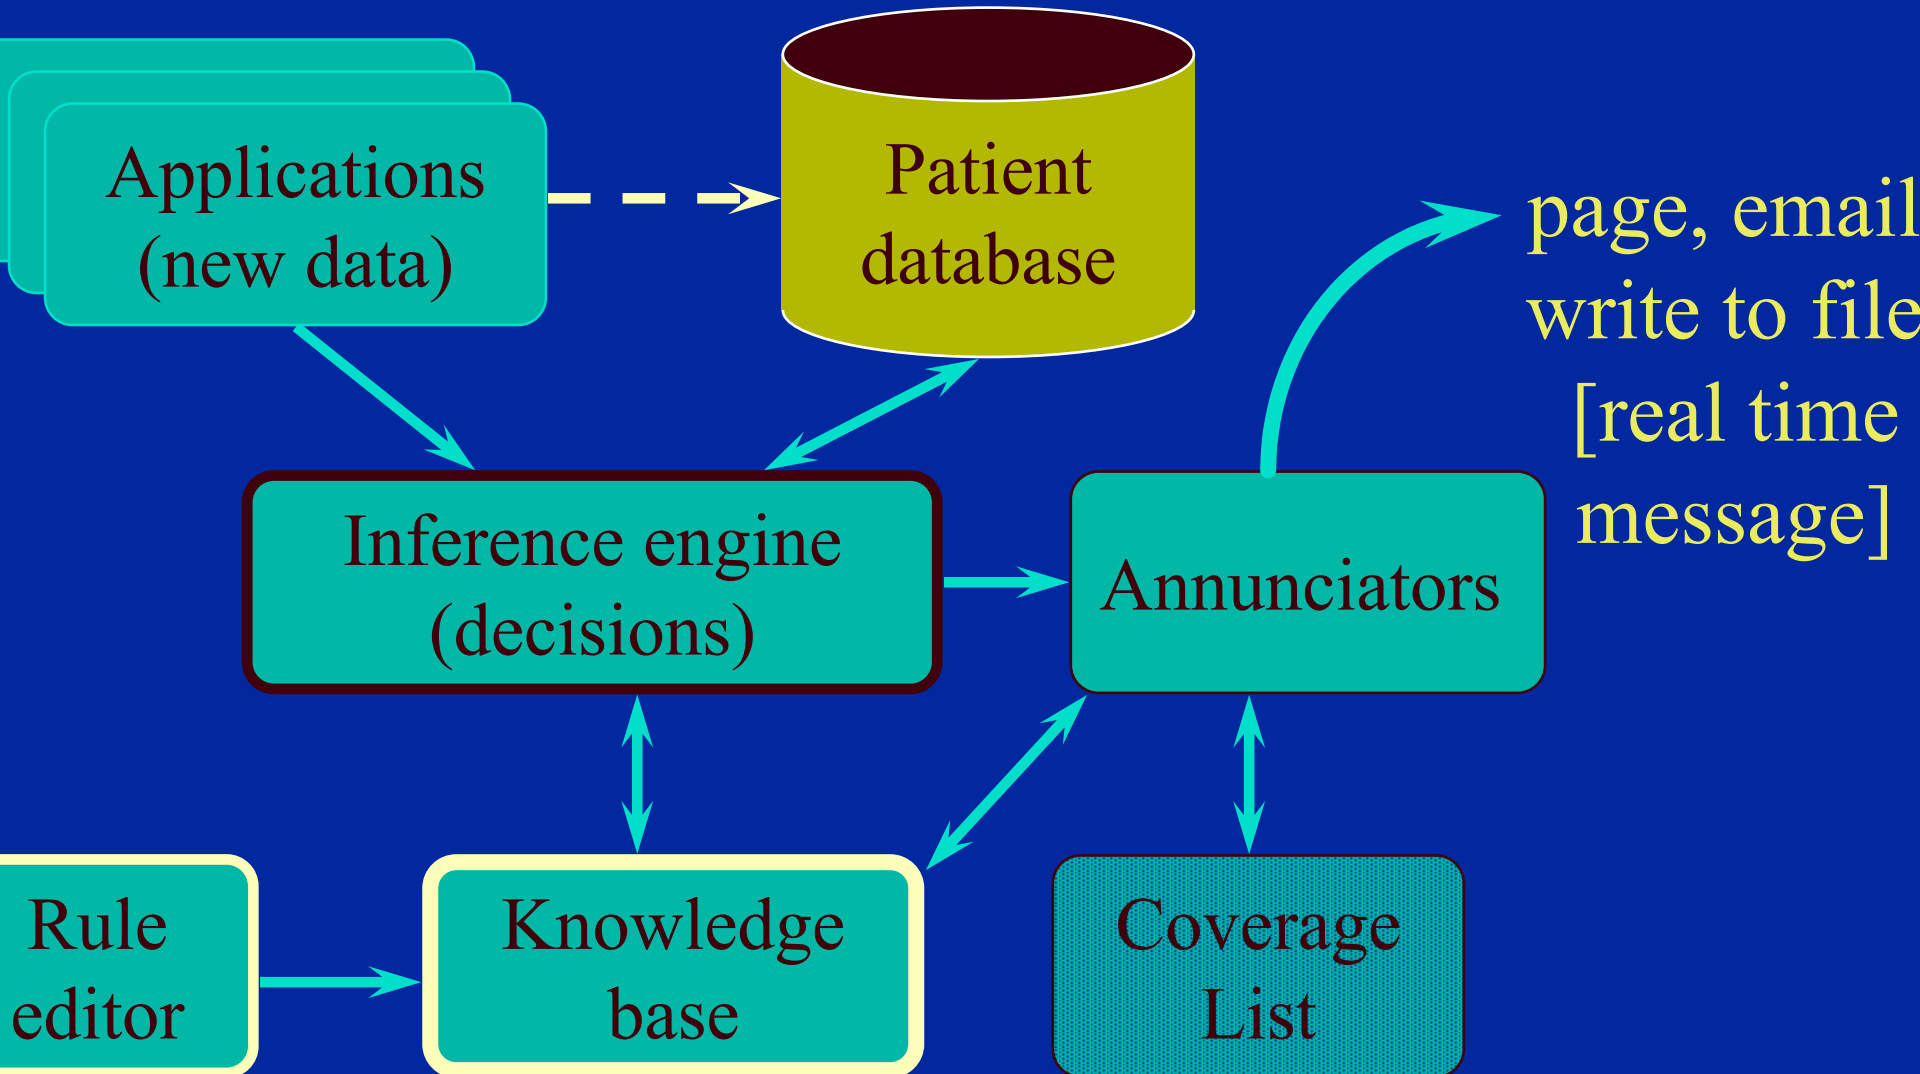 Applications
(new data)
Patient
database
page, email
write to file
[real time
message]
Inference engine
(decisions)
Annunciators
Rule
editor
Knowledge
base
Coverage
List